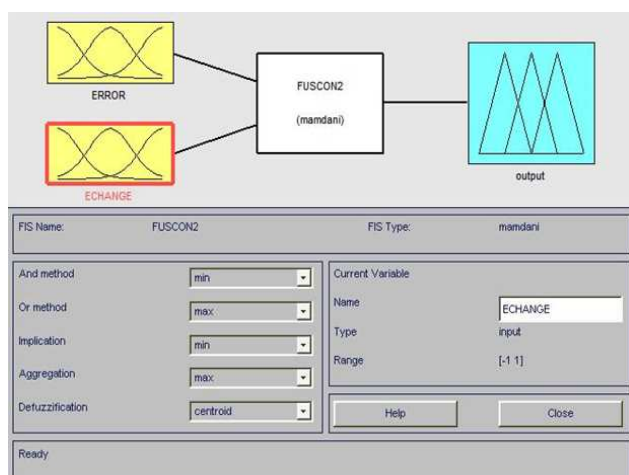 ERROR
FUSCON2
(mamdani)
ECHANGE
output
FIS Name: FUSCON2 FIS Type: mamdani
And method min
Or method max
Implication min
Aggregation max
Defuzzification centroid
Current Variable
Name ECHANGE
Type input
Range [-1 1]
Help Close
Ready